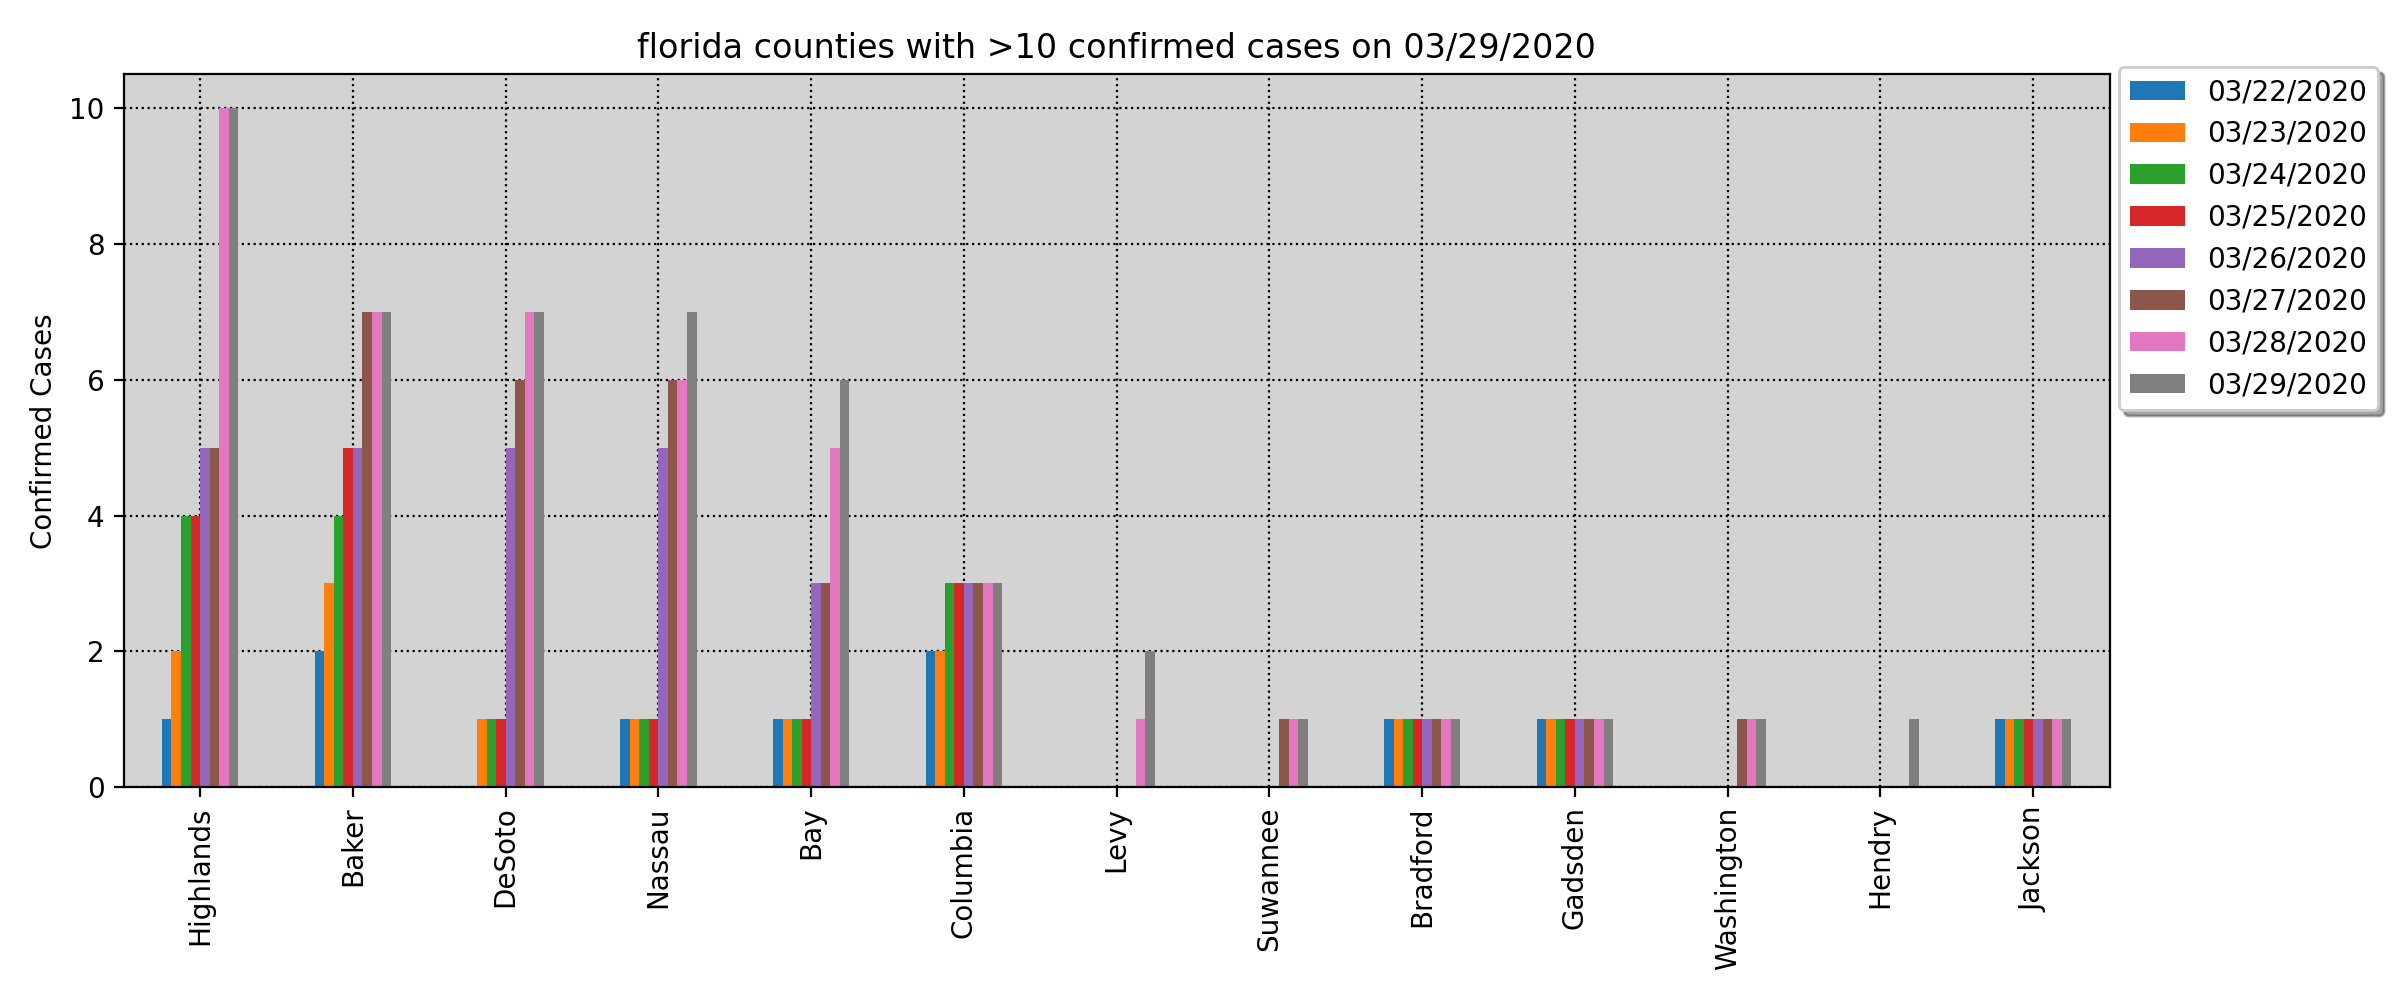 florida counties with >10 confirmed cases on 03/29/2020
Confirmed Cases
10
8
6
4
2
0
Highlands
Baker
DeSoto
Nassau
Bay
Columbia
Levy
Suwannee
Bradford
Gadsden
Washington
Hendry
Jackson
03/22/2020
03/23/2020
03/24/2020
03/25/2020
03/26/2020
03/27/2020
03/28/2020
03/29/2020